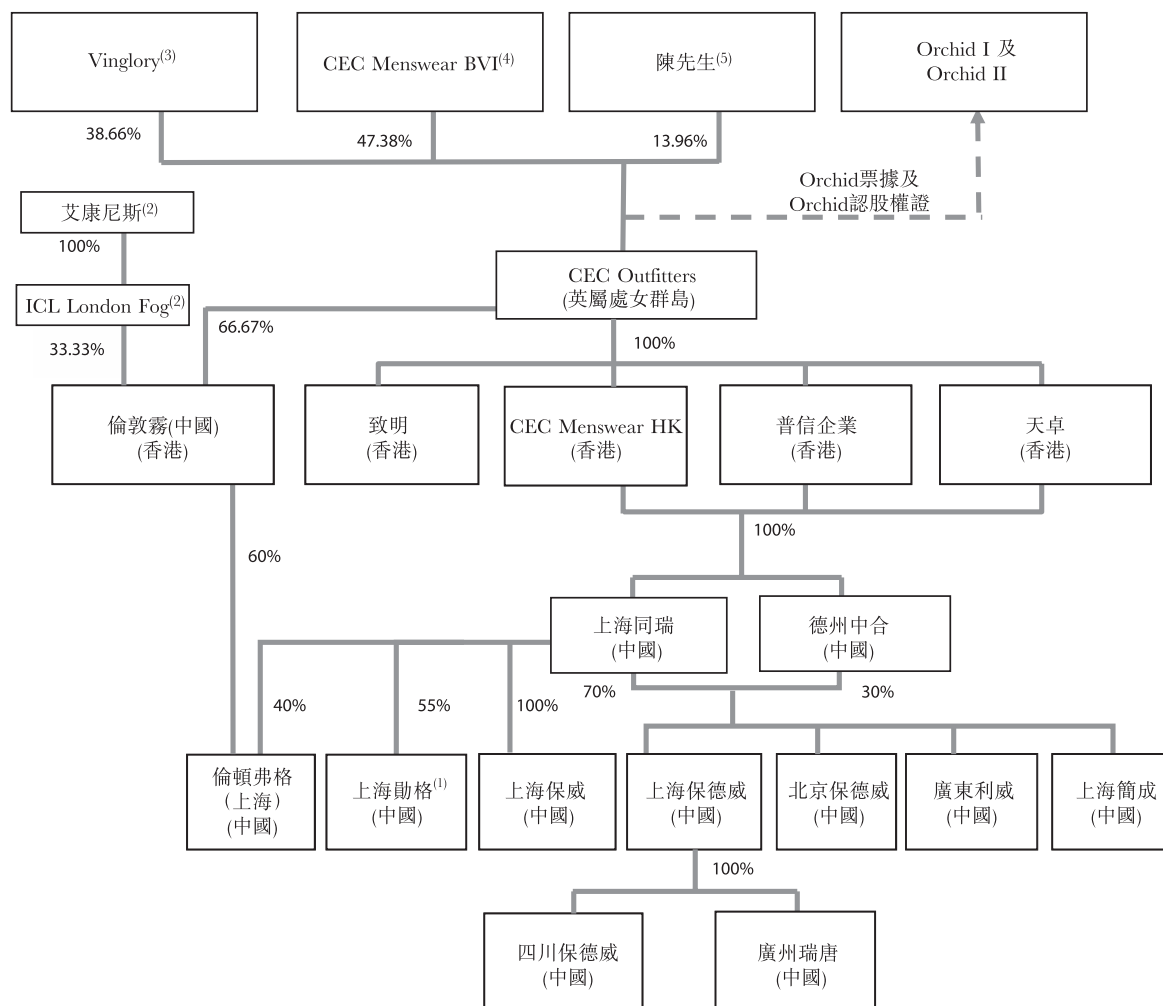 Vinglory(3)
CEC Menswear BVI(4)
陳先生(5)
Orchid I 及
Orchid II
38.66%
47.38%
13.96%
Orchid票據及
Orchid認股權證
艾康尼斯(2)
100%
ICL London Fog(2)
33.33%
CEC Outfitters
(英屬處女群島)
66.67%
100%
倫敦霧(中國)
(香港)
致明
(香港)
CEC Menswear HK
(香港)
普信企業
(香港)
天卓
(香港)
100%
60%
上海同瑞
(中國)
德州中合
(中國)
70%
30%
40%
55%
100%
倫頓弗格
(上海)
(中國)
上海勛格(1)
(中國)
上海保威
(中國)
上海保德威
(中國)
北京保德威
(中國)
廣東利威
(中國)
上海簡成
(中國)
100%
四川保德威
(中國)
廣州瑞唐
(中國)